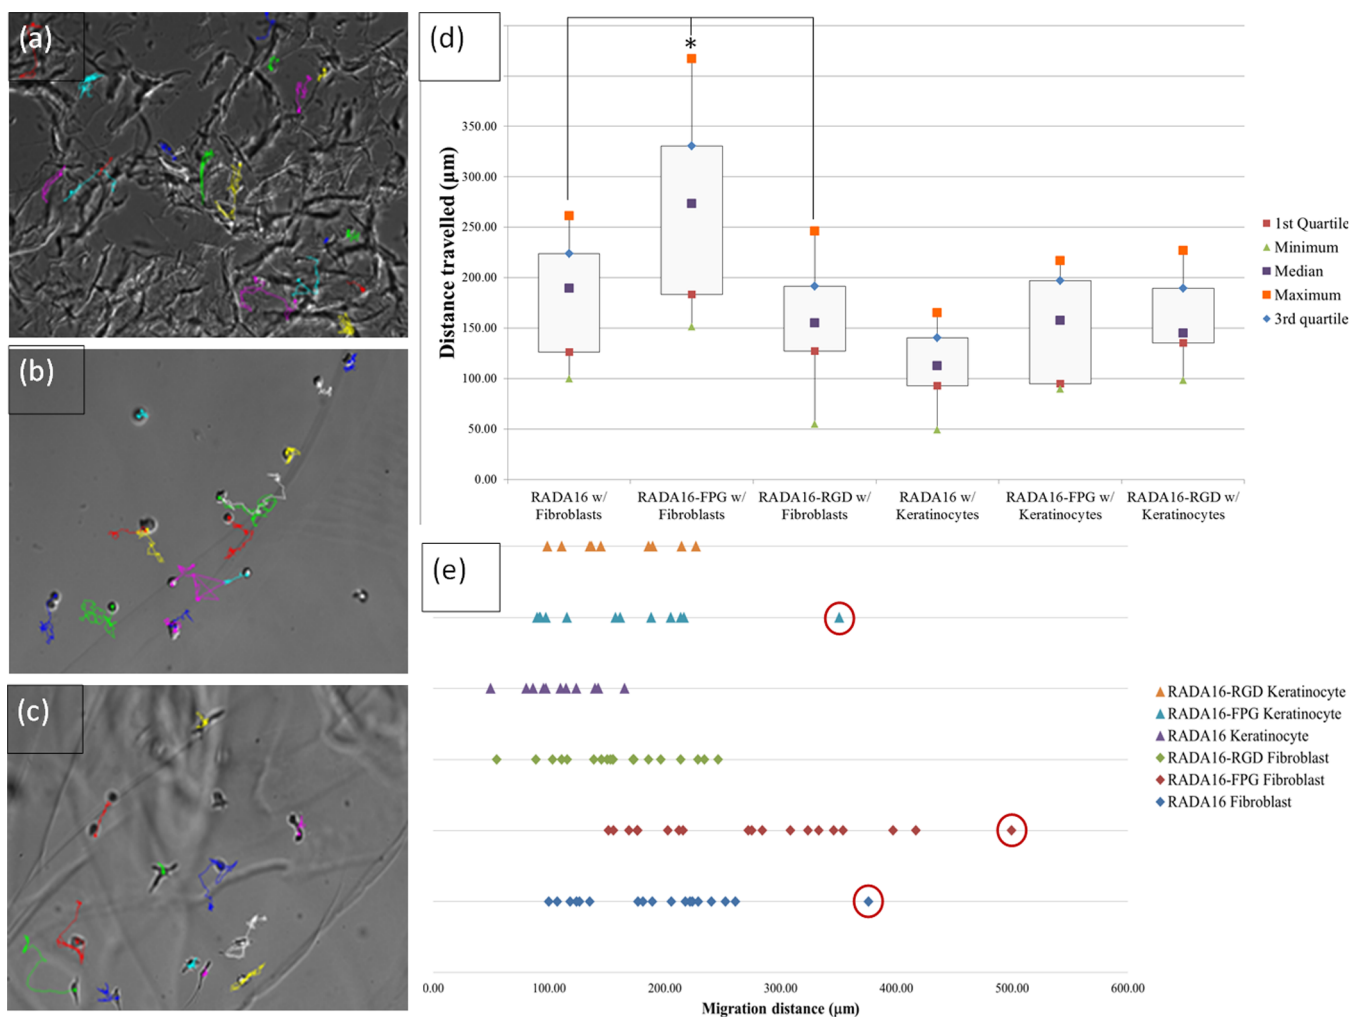 (a)
(b)
(c)
(d)
*
350.00
300.00
250.00
200.00
150.00
100.00
50.00
0.00
Distance travelled (μm)
RADA16 w/
Fibroblasts
RADA16-FPG w/
Fibroblasts
RADA16-RGD w/
Fibroblasts
RADA16 w/
Keratinocytes
RADA16-FPG w/
Keratinocytes
RADA16-RGD w/
Keratinocytes
1st Quartile
Minimum
Median
Maximum
3rd quartile
(e)
RADA16-RGD Keratinocyte
RADA16-FPG Keratinocyte
RADA16 Keratinocyte
RADA16-RGD Fibroblast
RADA16-FPG Fibroblast
RADA16 Fibroblast
0.00 100.00 200.00 300.00 400.00 500.00 600.00
Migration distance (μm)